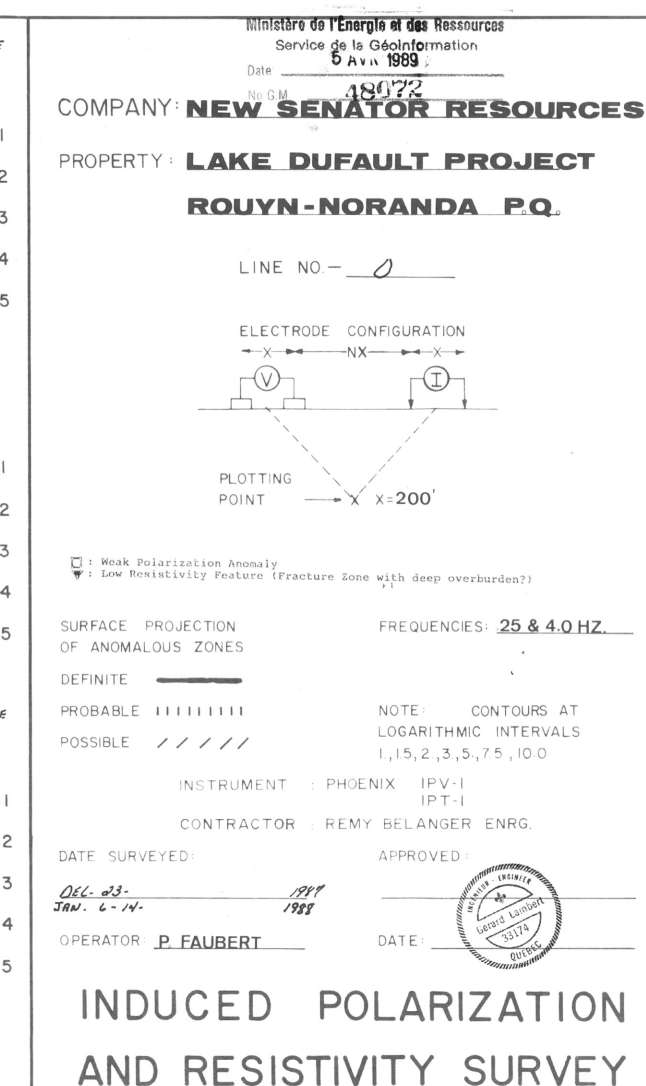 Ministère de l'Énergie et des Ressources
Service de la Géoinformation
Date 5 AVR 1989
No G.M. 48072
COMPANY: NEW SENATOR RESOURCES
PROPERTY: LAKE DUFAULT PROJECT
ROUYN-NORANDA P.Q.
LINE NO.— 0
ELECTRODE CONFIGURATION
X NX X
V I
PLOTTING
POINT X X=200'
: Weak Polarization Anomaly
: Low Resistivity Feature (Fracture Zone with deep overburden?)
SURFACE PROJECTION
OF ANOMALOUS ZONES
FREQUENCIES: 25 & 4.0 HZ.
DEFINITE
PROBABLE
POSSIBLE
NOTE: CONTOURS AT
LOGARITHMIC INTERVALS
1.,1.5,2.,3.,5.,7.5,10.0
INSTRUMENT : PHOENIX IPV-1
IPT-1
CONTRACTOR : REMY BELANGER ENRG.
DATE SURVEYED:
DEC- 23- 1987
JAN. 6-14- 1988
APPROVED:
INGÉNIEUR - ENGINEER
Gerard Lambert
33174
QUEBEC
OPERATOR: P. FAUBERT
DATE:
INDUCED POLARIZATION
AND RESISTIVITY SURVEY
1
2
3
4
5
1
2
3
4
5
E
1
2
3
4
5